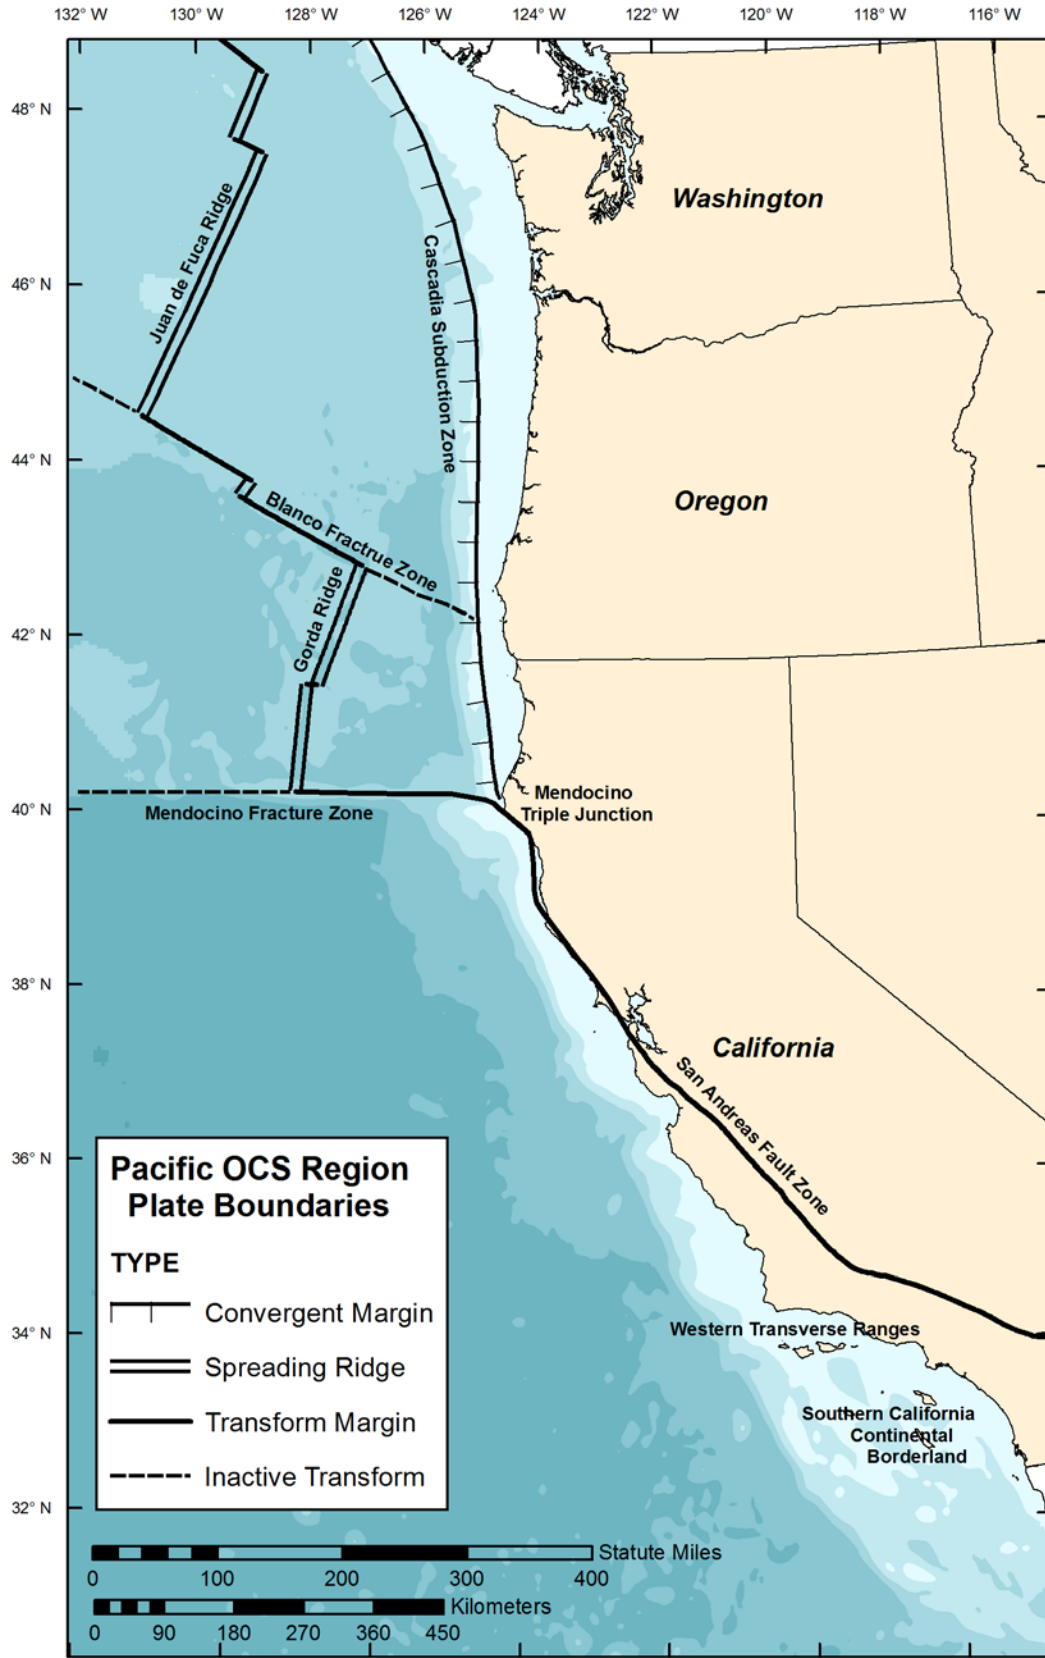 132° W 130° W 128° W 126° W 124° W 122° W 120° W 118° W 116° W
48° N
46° N
44° N
42° N
40° N
38° N
36° N
34° N
32° N
Washington
Juan de Fuca Ridge
Cascadia Subduction Zone
Oregon
Blanco Fractrue Zone
Gorda Ridge
Mendocino
Triple Junction
Mendocino Fracture Zone
California
San Andreas Fault Zone
Western Transverse Ranges
Southern California
Continental
Borderland
Pacific OCS Region
Plate Boundaries
TYPE
Convergent Margin
Spreading Ridge
Transform Margin
Inactive Transform
Statute Miles
0 100 200 300 400
Kilometers
0 90 180 270 360 450